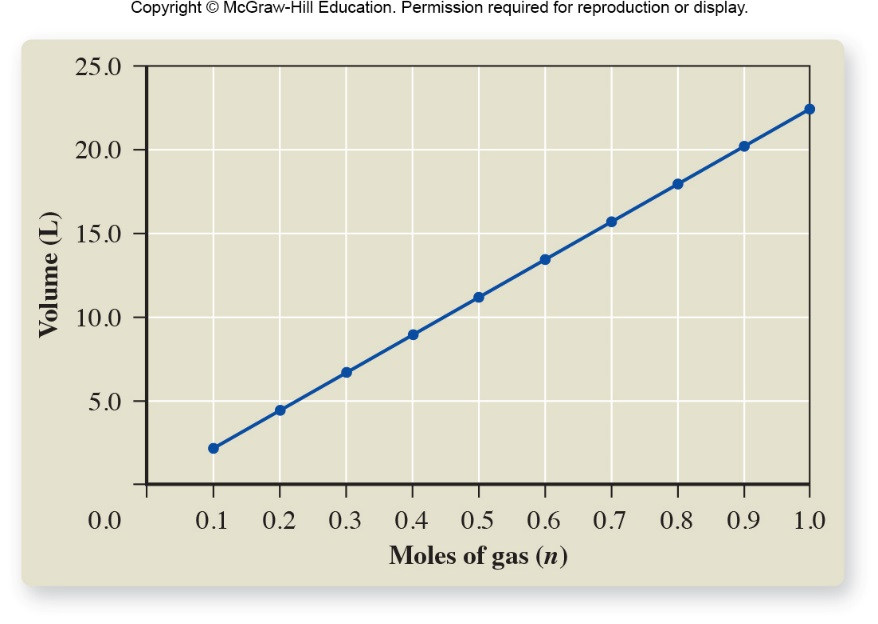 Copyright © McGraw-Hill Education. Permission required for reproduction or display.
25.0
20.0
15.0
10.0
5.0
Volume (L)
0.0 0.1 0.2 0.3 0.4 0.5 0.6 0.7 0.8 0.9 1.0
Moles of gas (n)